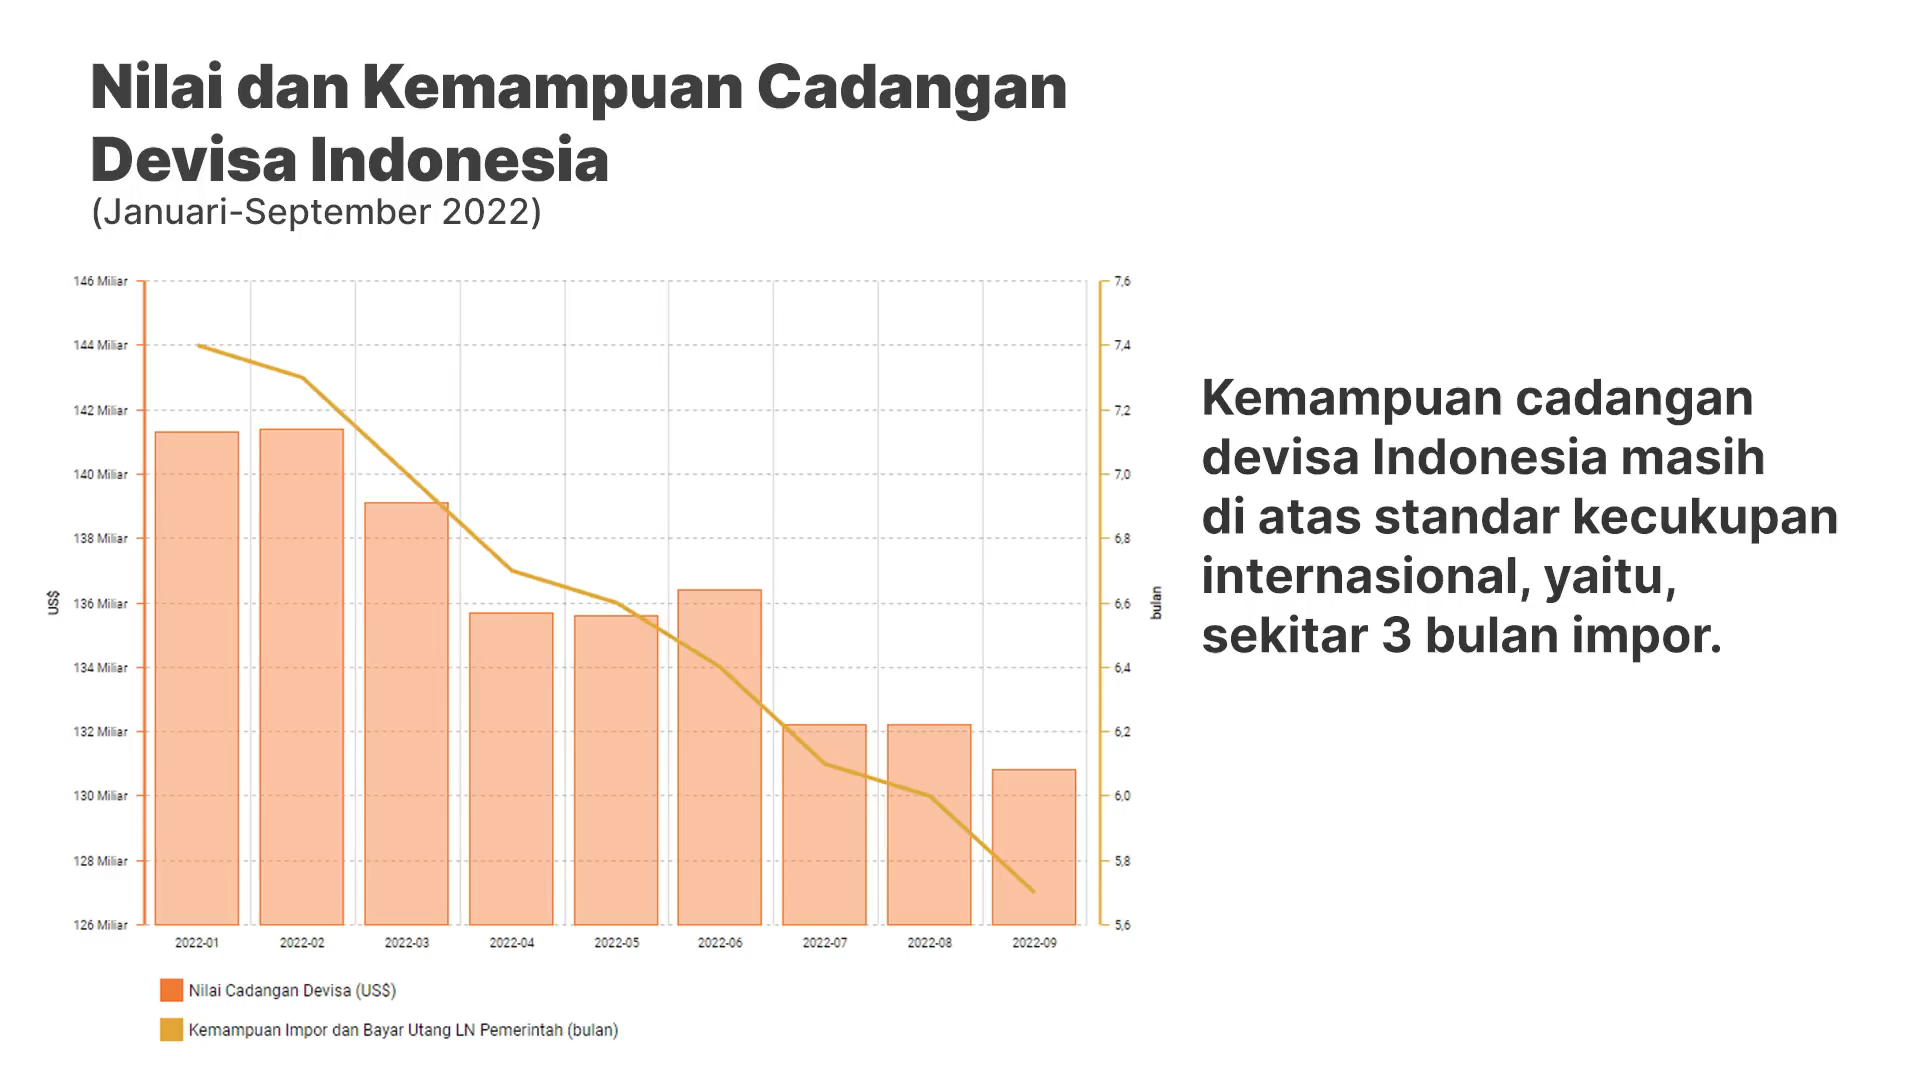 Nilai dan Kemampuan Cadangan
Devisa Indonesia
(Januari-September 2022)
146 Miliar
144 Miliar
142 Miliar
140 Miliar
138 Miliar
136 Miliar
134 Miliar
132 Miliar
130 Miliar
128 Miliar
126 Miliar
US$
7,6
7,4
7,2
7,0
6,8
6,6
6,4
6,2
6,0
5,8
5,6
bulan
2022-01
2022-02
2022-03
2022-04
2022-05
2022-06
2022-07
2022-08
2022-09
Nilai Cadangan Devisa (US$)
Kemampuan Impor dan Bayar Utang LN Pemerintah (bulan)
Kemampuan cadangan
devisa Indonesia masih
di atas standar kecukupan
internasional, yaitu,
sekitar 3 bulan impor.